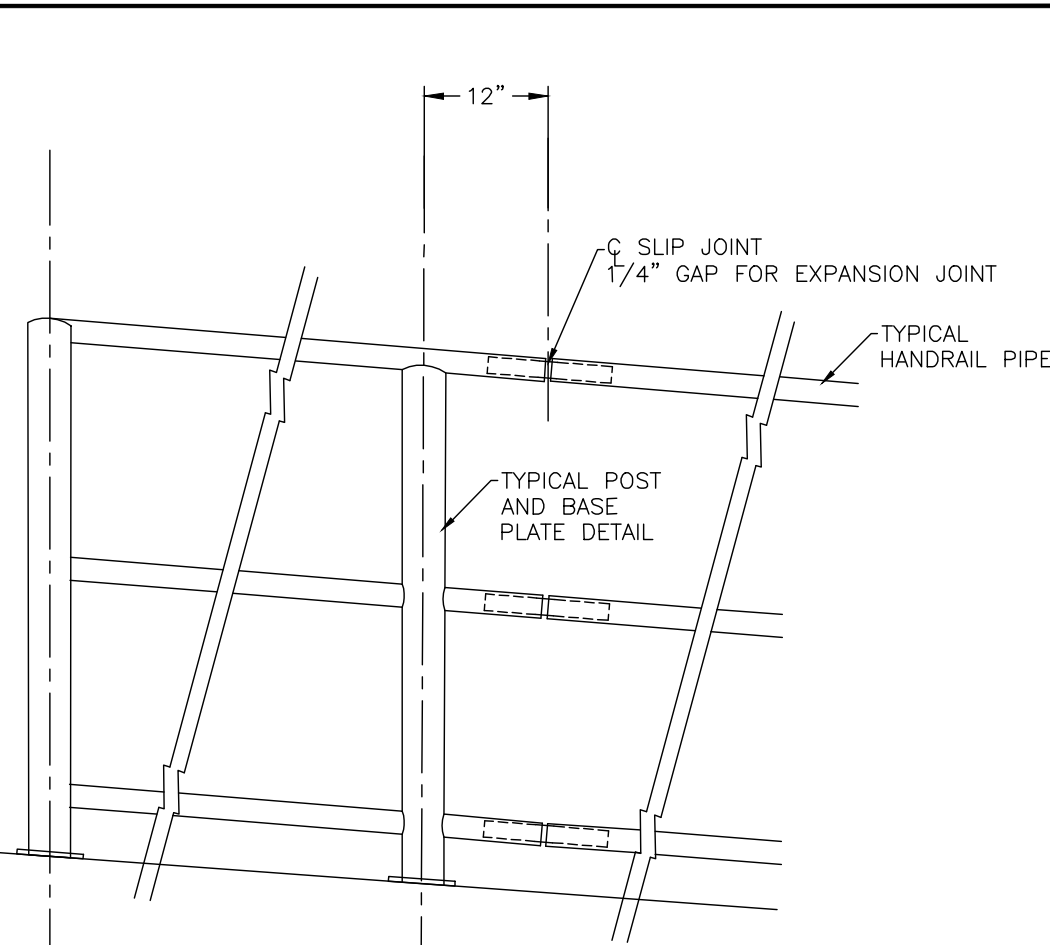 12"
℄ SLIP JOINT
1/4" GAP FOR EXPANSION JOINT
TYPICAL
HANDRAIL PIPE
TYPICAL POST
AND BASE
PLATE DETAIL